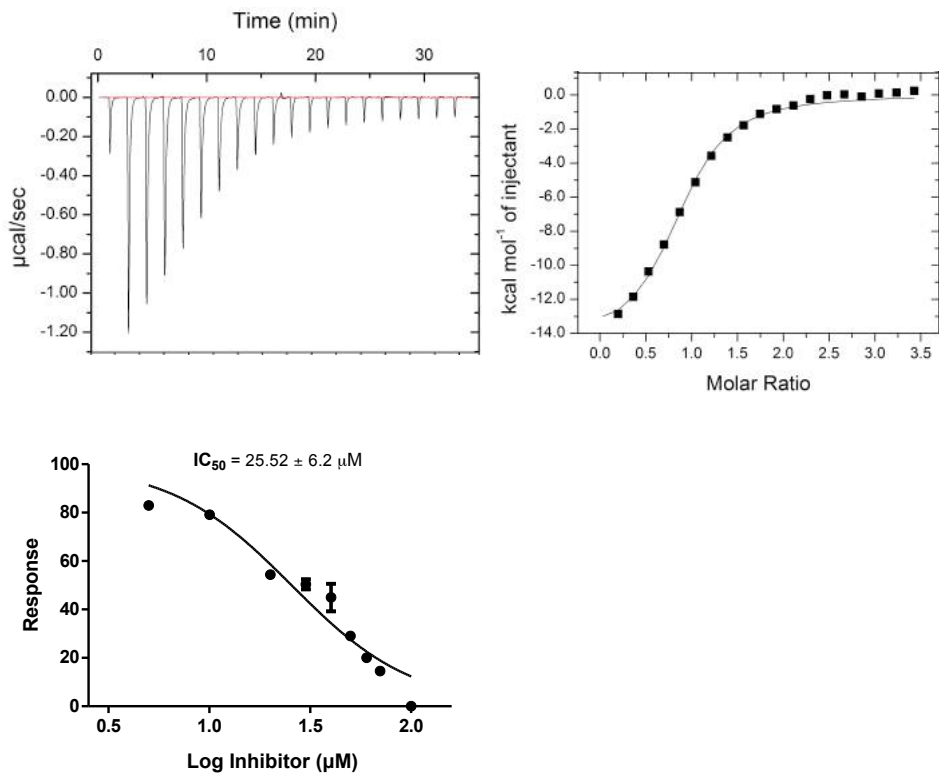 Time (min)
0 10 20 30
0.00
-0.20
-0.40
-0.60
-0.80
-1.00
-1.20
µcal/sec
0.0
-2.0
-4.0
-6.0
-8.0
-10.0
-12.0
-14.0
kcal mol⁻¹ of injectant
0.0 0.5 1.0 1.5 2.0 2.5 3.0 3.5
Molar Ratio
IC₅₀ = 25.52 ± 6.2 µM
100
80
60
40
20
0
Response
0.5 1.0 1.5 2.0
Log Inhibitor (µM)